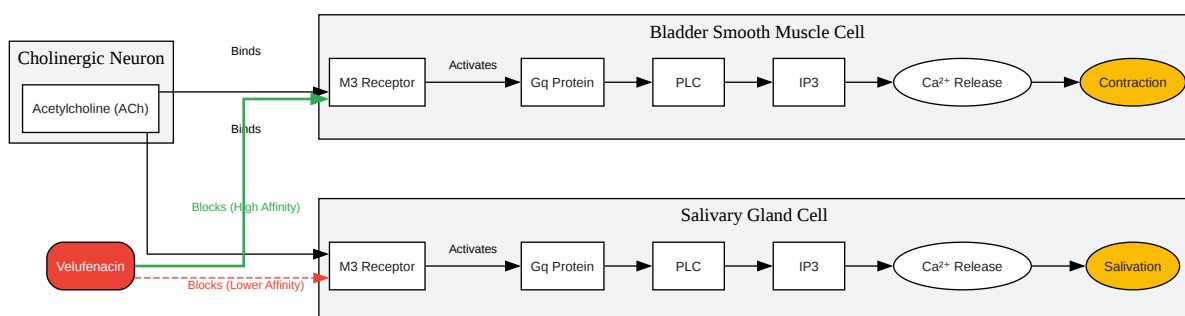 Bladder Smooth Muscle Cell
Cholinergic Neuron
Binds
Activates
M3 Receptor
Gq Protein
PLC
IP3
Ca²⁺ Release
Contraction
Acetylcholine (ACh)
Binds
Blocks (High Affinity)
Salivary Gland Cell
Activates
Velufenacin
M3 Receptor
Gq Protein
PLC
IP3
Ca²⁺ Release
Salivation
Blocks (Lower Affinity)